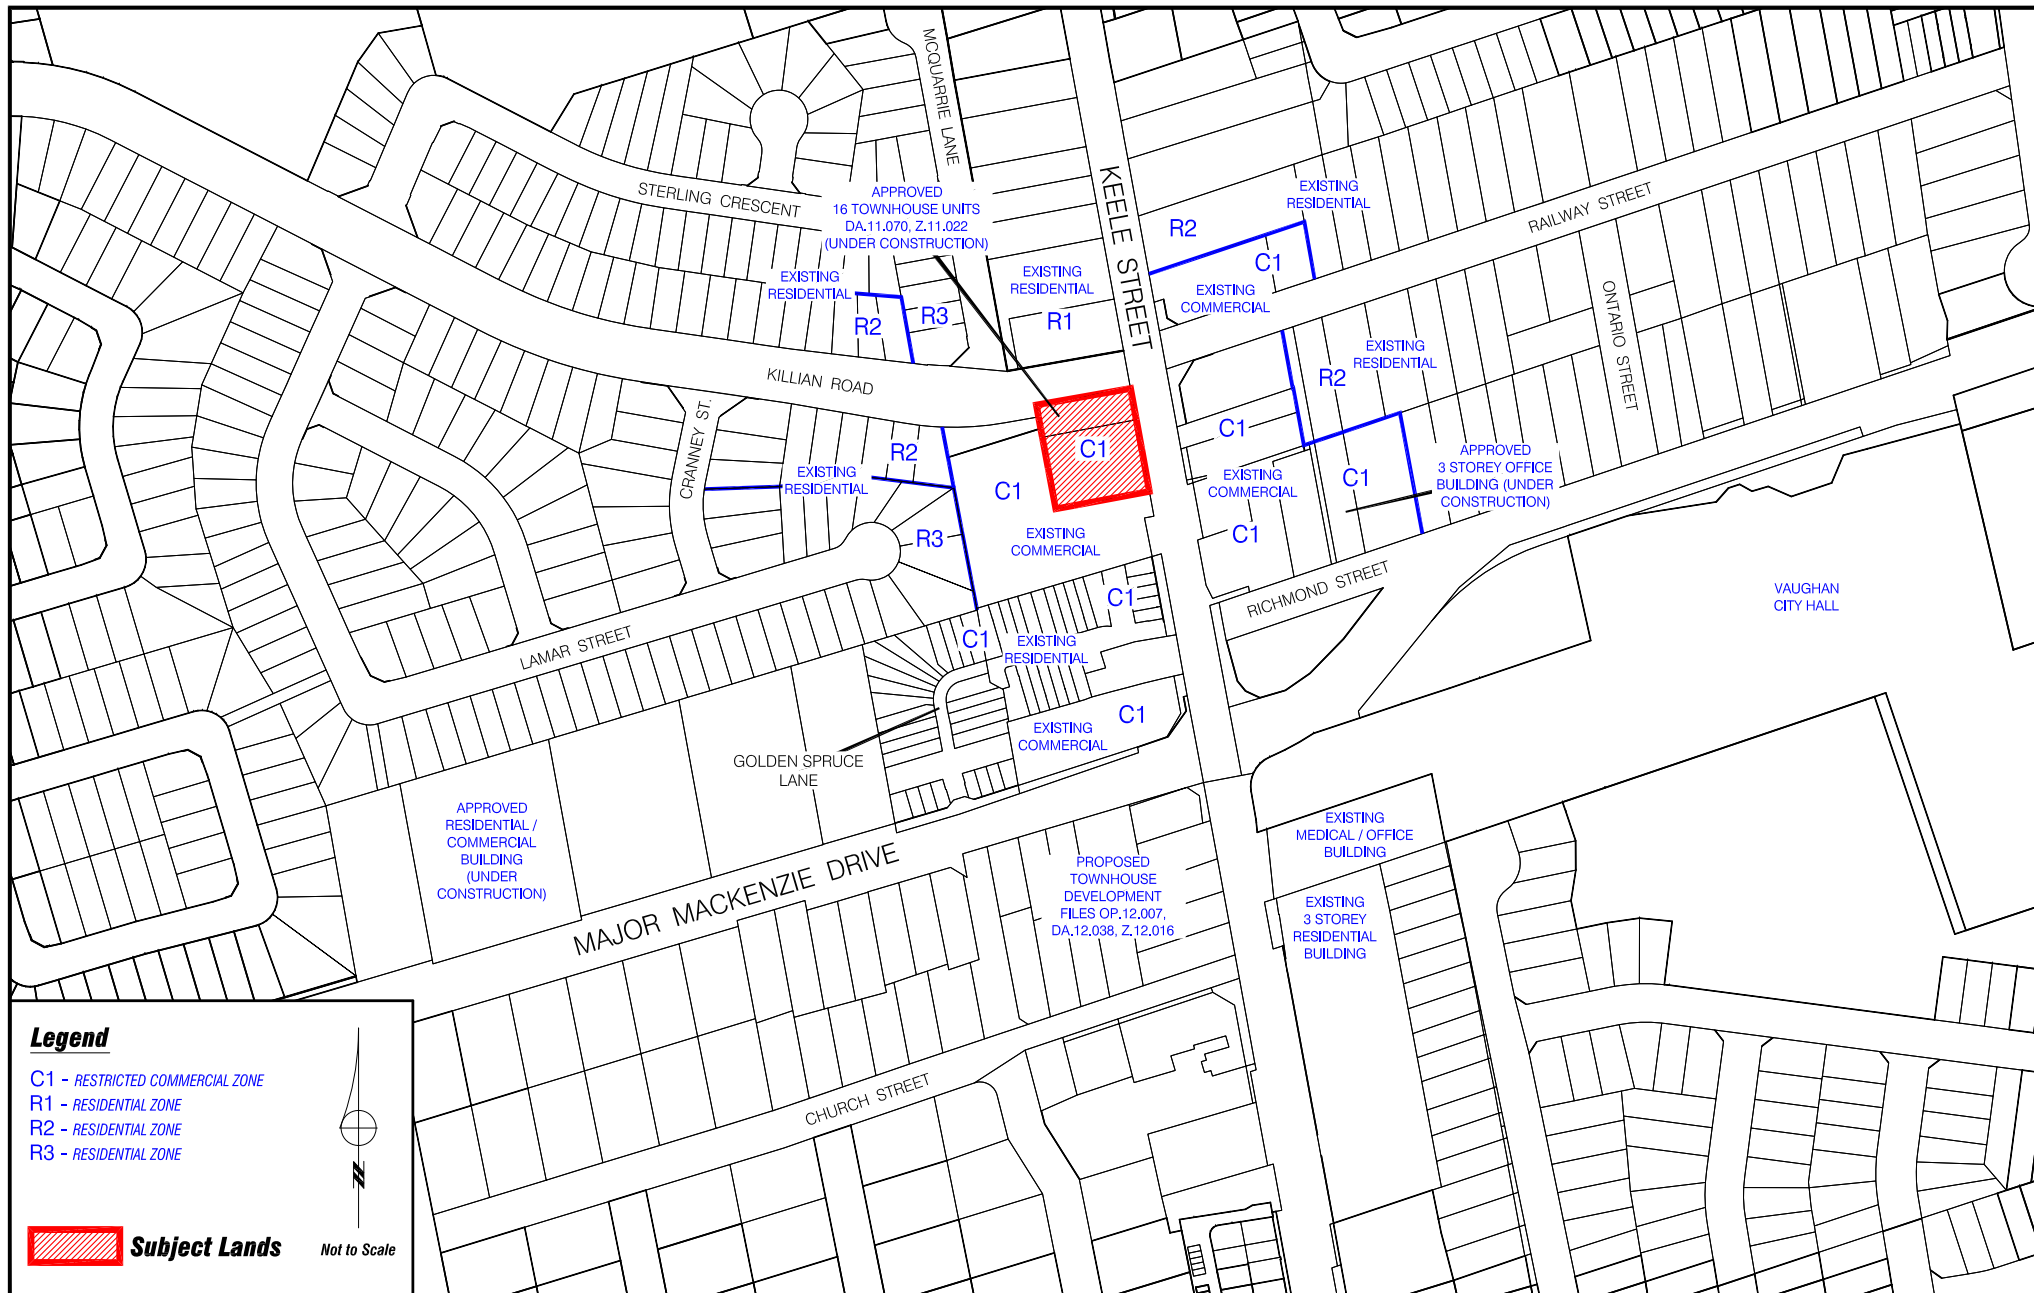 MCQUARRIE LANE
KEELE STREET
STERLING CRESCENT
APPROVED
16 TOWNHOUSE UNITS
DA.11.070, Z.11.022
(UNDER CONSTRUCTION)
EXISTING
RESIDENTIAL
R2
RAILWAY STREET
C1
EXISTING
COMMERCIAL
EXISTING
RESIDENTIAL
R1
EXISTING
RESIDENTIAL
R2
R3
ONTARIO STREET
EXISTING
RESIDENTIAL
R2
KILLIAN ROAD
CRANNEY ST.
R2
EXISTING
RESIDENTIAL
R3
C1
C1
EXISTING
COMMERCIAL
C1
EXISTING
COMMERCIAL
C1
C1
APPROVED
3 STOREY OFFICE
BUILDING (UNDER
CONSTRUCTION)
RICHMOND STREET
VAUGHAN
CITY HALL
LAMAR STREET
C1
C1
EXISTING
RESIDENTIAL
C1
EXISTING
COMMERCIAL
GOLDEN SPRUCE
LANE
APPROVED
RESIDENTIAL /
COMMERCIAL
BUILDING
(UNDER
CONSTRUCTION)
MAJOR MACKENZIE DRIVE
PROPOSED
TOWNHOUSE
DEVELOPMENT
FILES OP.12.007,
DA.12.038, Z.12.016
EXISTING
MEDICAL / OFFICE
BUILDING
EXISTING
3 STOREY
RESIDENTIAL
BUILDING
CHURCH STREET
Legend
C1 - RESTRICTED COMMERCIAL ZONE
R1 - RESIDENTIAL ZONE
R2 - RESIDENTIAL ZONE
R3 - RESIDENTIAL ZONE
N
Subject Lands
Not to Scale